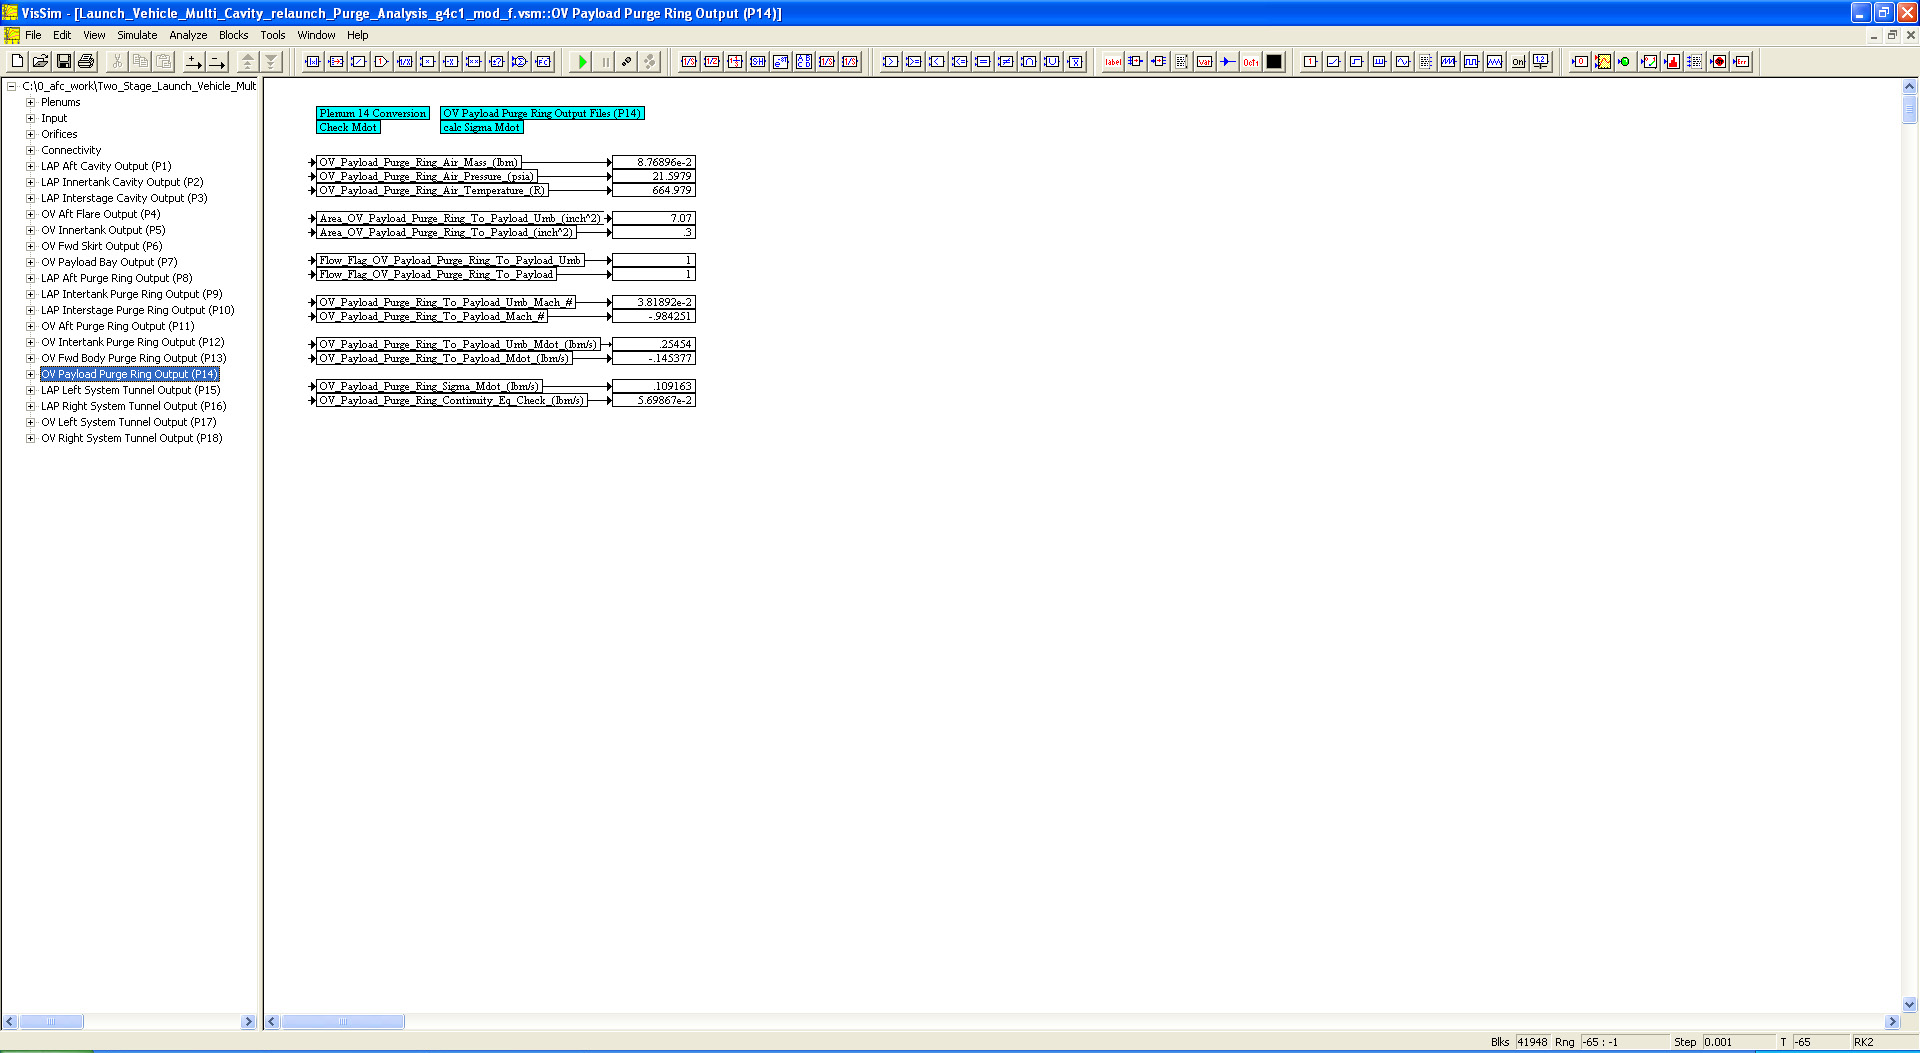 VisSim - [Launch_Vehicle_Multi_Cavity_relaunch_Purge_Analysis_g4c1_mod_f.vsm::OV Payload Purge Ring Output (P14)]
File Edit View Simulate Analyze Blocks Tools Window Help
C:\0_afc_work\Two_Stage_Launch_Vehicle_Mult
Plenums
Input
Orifices
Connectivity
LAP Aft Cavity Output (P1)
LAP Innertank Cavity Output (P2)
LAP Interstage Cavity Output (P3)
OV Aft Flare Output (P4)
OV Innertank Output (P5)
OV Fwd Skirt Output (P6)
OV Payload Bay Output (P7)
LAP Aft Purge Ring Output (P8)
LAP Intertank Purge Ring Output (P9)
LAP Interstage Purge Ring Output (P10)
OV Aft Purge Ring Output (P11)
OV Intertank Purge Ring Output (P12)
OV Fwd Body Purge Ring Output (P13)
OV Payload Purge Ring Output (P14)
LAP Left System Tunnel Output (P15)
LAP Right System Tunnel Output (P16)
OV Left System Tunnel Output (P17)
OV Right System Tunnel Output (P18)
Plenum 14 Conversion OV Payload Purge Ring Output Files (P14)
Check Mdot calc Sigma Mdot
OV_Payload_Purge_Ring_Air_Mass_(lbm) 8.76896e-2
OV_Payload_Purge_Ring_Air_Pressure_(psia) 21.5979
OV_Payload_Purge_Ring_Air_Temperature_(R) 664.979
Area_OV_Payload_Purge_Ring_To_Payload_Umb_(inch^2) 7.07
Area_OV_Payload_Purge_Ring_To_Payload_(inch^2) .3
Flow_Flag_OV_Payload_Purge_Ring_To_Payload_Umb 1
Flow_Flag_OV_Payload_Purge_Ring_To_Payload 1
OV_Payload_Purge_Ring_To_Payload_Umb_Mach_# 3.81892e-2
OV_Payload_Purge_Ring_To_Payload_Mach_# -.984251
OV_Payload_Purge_Ring_To_Payload_Umb_Mdot_(lbm/s) .25454
OV_Payload_Purge_Ring_To_Payload_Mdot_(lbm/s) -.145377
OV_Payload_Purge_Ring_Sigma_Mdot_(lbm/s) .109163
OV_Payload_Purge_Ring_Continuity_Eq_Check_(lbm/s) 5.69867e-2
Blks 41948 Rng -65 : -1 Step 0.001 T -65 RK2